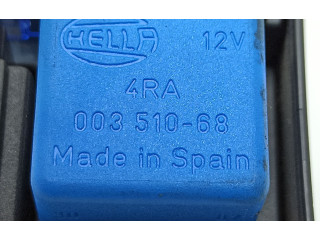 HELLA 12V
4RA
003 510-68
Made in Spain